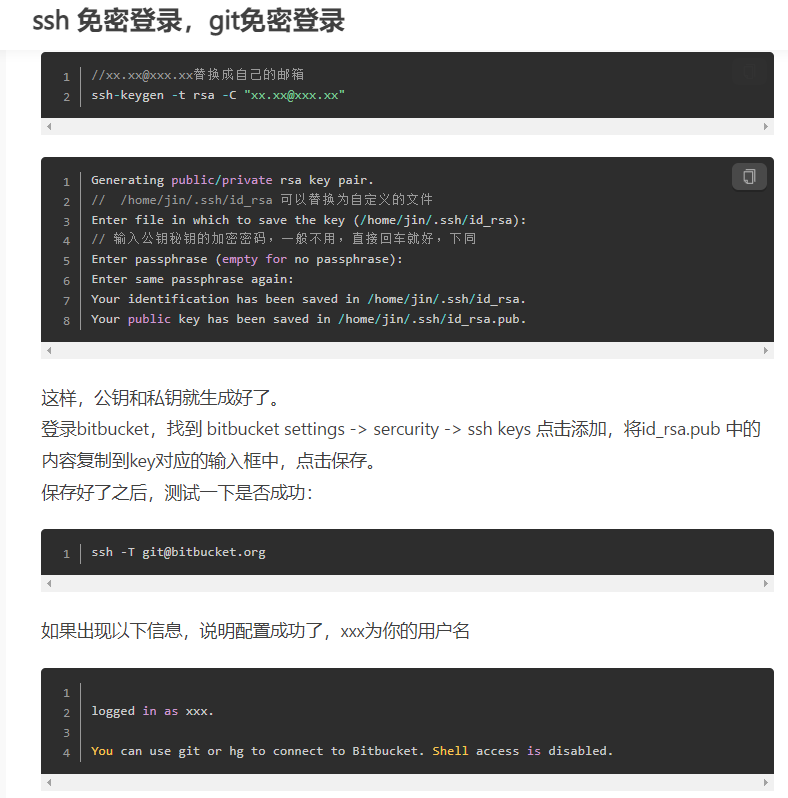 ssh 免密登录，git免密登录
1 //xx.xx@xxx.xx替换成自己的邮箱
2 ssh-keygen -t rsa -C "xx.xx@xxx.xx"
1 Generating public/private rsa key pair.
2 //  /home/jin/.ssh/id_rsa 可以替换为自定义的文件
3 Enter file in which to save the key (/home/jin/.ssh/id_rsa):
4 // 输入公钥秘钥的加密密码，一般不用，直接回车就好，下同
5 Enter passphrase (empty for no passphrase):
6 Enter same passphrase again:
7 Your identification has been saved in /home/jin/.ssh/id_rsa.
8 Your public key has been saved in /home/jin/.ssh/id_rsa.pub.
这样，公钥和私钥就生成好了。
登录bitbucket，找到 bitbucket settings -> sercurity -> ssh keys 点击添加，将id_rsa.pub 中的
内容复制到key对应的输入框中，点击保存。
保存好了之后，测试一下是否成功：
1 ssh -T git@bitbucket.org
如果出现以下信息，说明配置成功了，xxx为你的用户名
1
2 logged in as xxx.
3
4 You can use git or hg to connect to Bitbucket. Shell access is disabled.